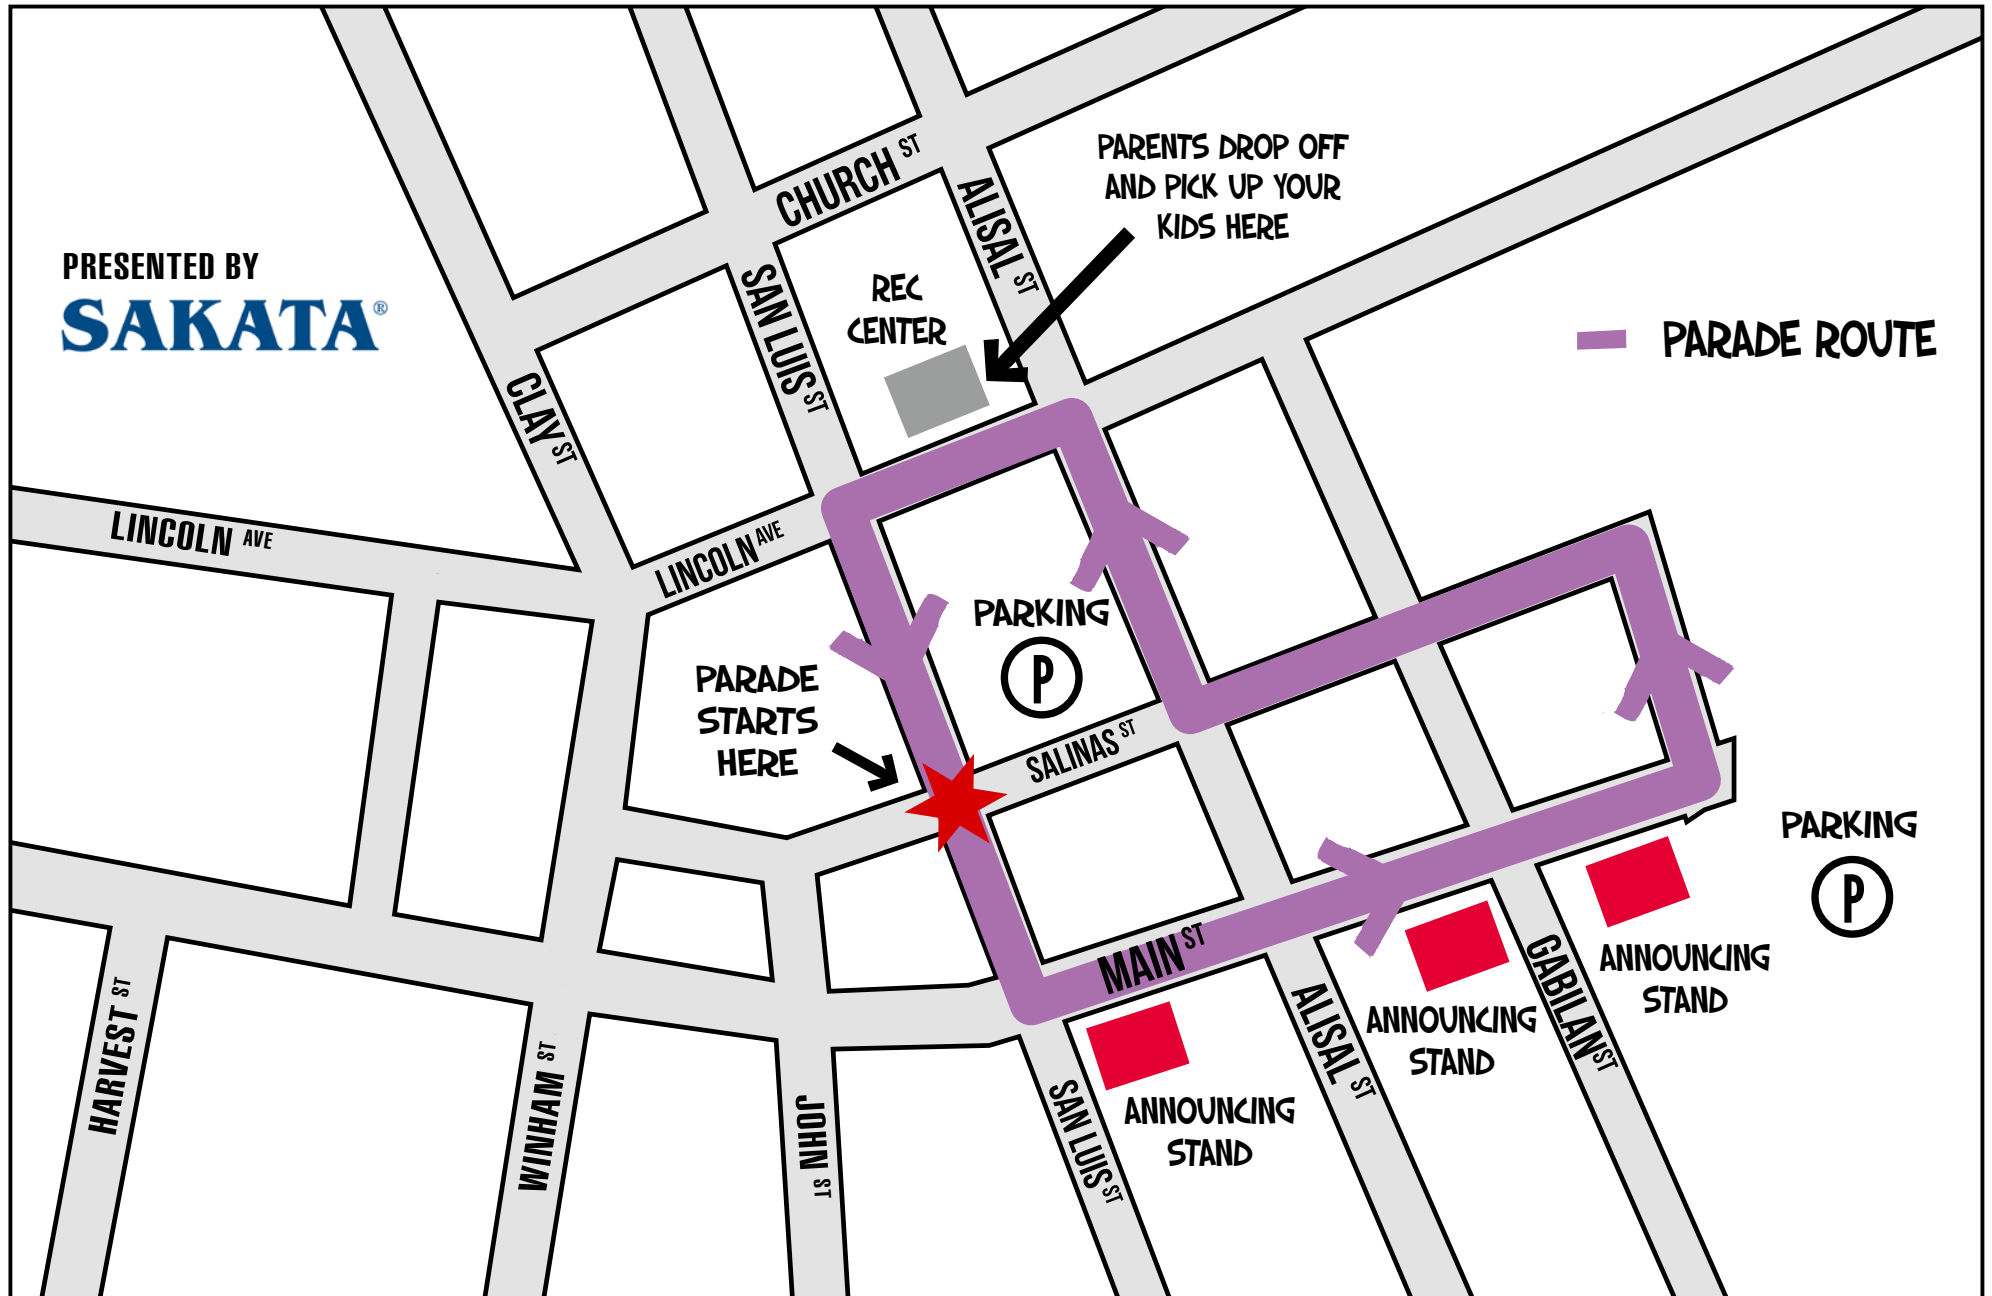 PRESENTED BY
SAKATA®
CHURCH ST
ALISAL ST
PARENTS DROP OFF
AND PICK UP YOUR
KIDS HERE
SAN LUIS ST
REC
CENTER
PARADE ROUTE
CLAY ST
LINCOLN AVE
LINCOLN AVE
PARKING
P
PARADE
STARTS
HERE
SALINAS ST
PARKING
P
MAIN ST
ANNOUNCING
STAND
GABILAN ST
ANNOUNCING
STAND
ALISAL ST
HARVEST ST
WINHAM ST
JOHN ST
SAN LUIS ST
ANNOUNCING
STAND